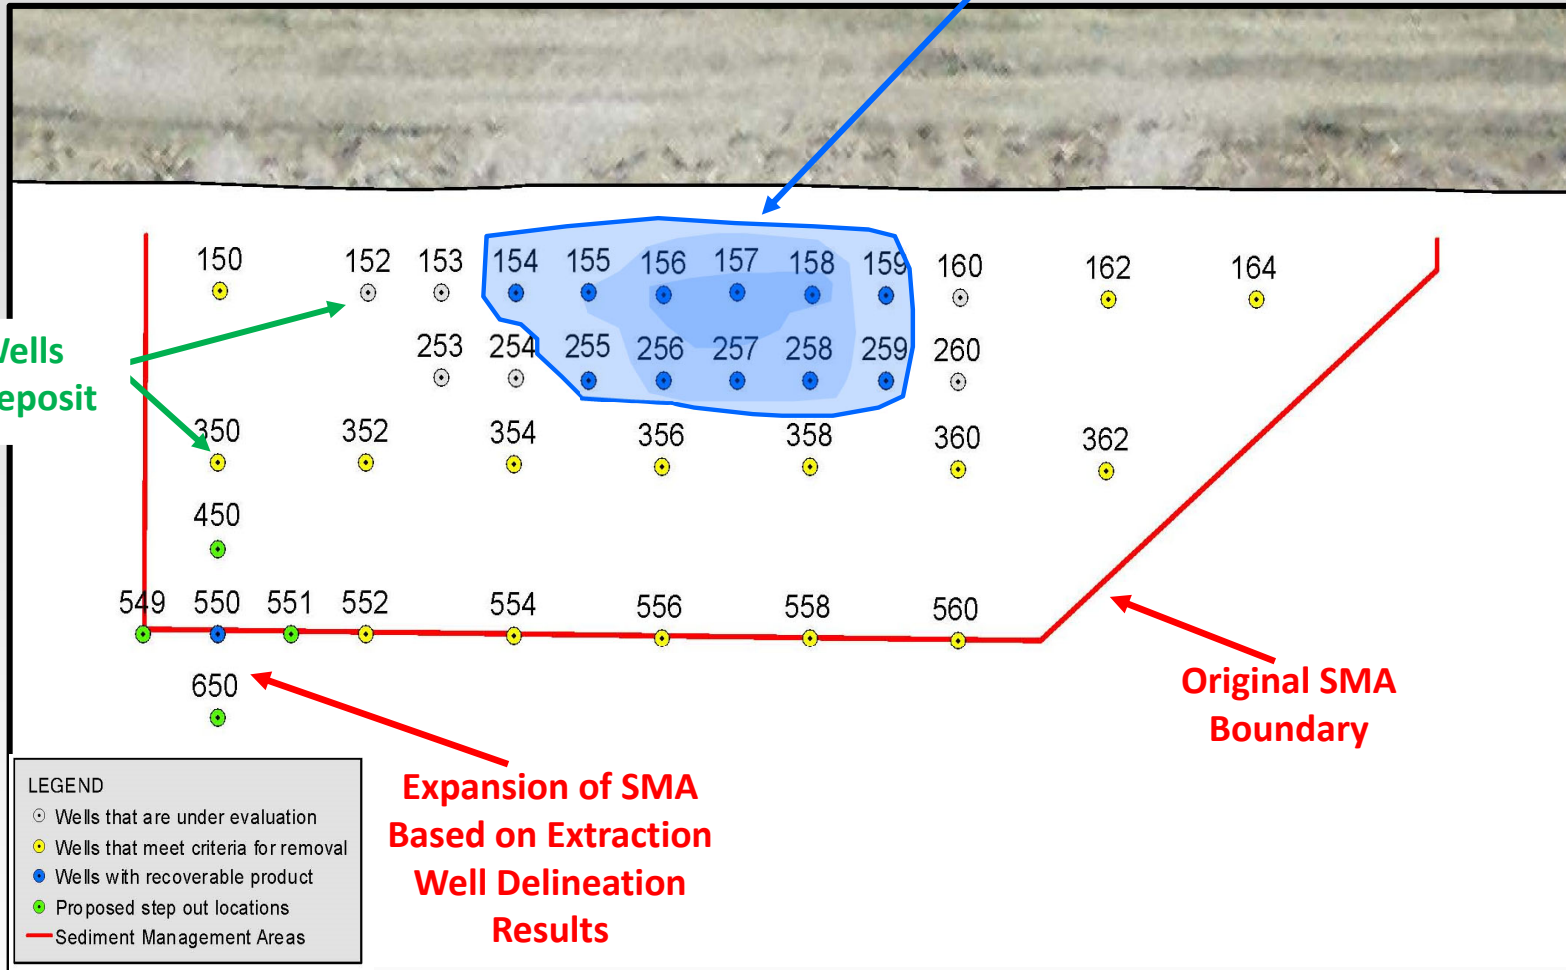 150 152 153 154 155 156 157 158 159 160 162 164
253 254 255 256 257 258 259 260
Wells
eposit
350 352 354 356 358 360 362
450
549 550 551 552 554 556 558 560
650
Original SMA
Boundary
Expansion of SMA
Based on Extraction
Well Delineation
Results
LEGEND
Wells that are under evaluation
Wells that meet criteria for removal
Wells with recoverable product
Proposed step out locations
Sediment Management Areas